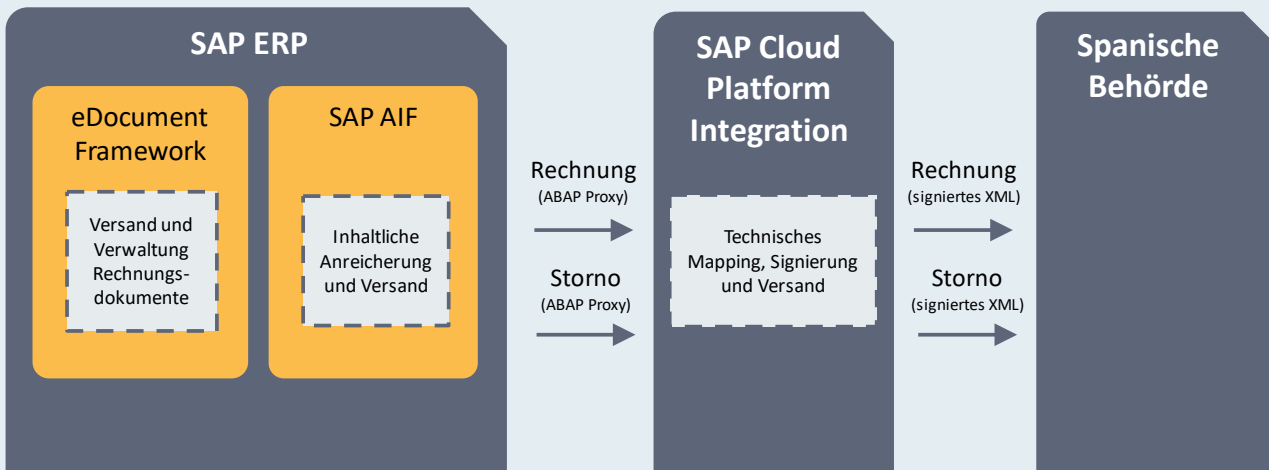 SAP ERP
eDocument
Framework
Versand und
Verwaltung
Rechnungs-
dokumente
SAP AIF
Inhaltliche
Anreicherung
und Versand
Rechnung
(ABAP Proxy)
Storno
(ABAP Proxy)
SAP Cloud
Platform
Integration
Technisches
Mapping, Signierung
und Versand
Rechnung
(signiertes XML)
Storno
(signiertes XML)
Spanische
Behörde